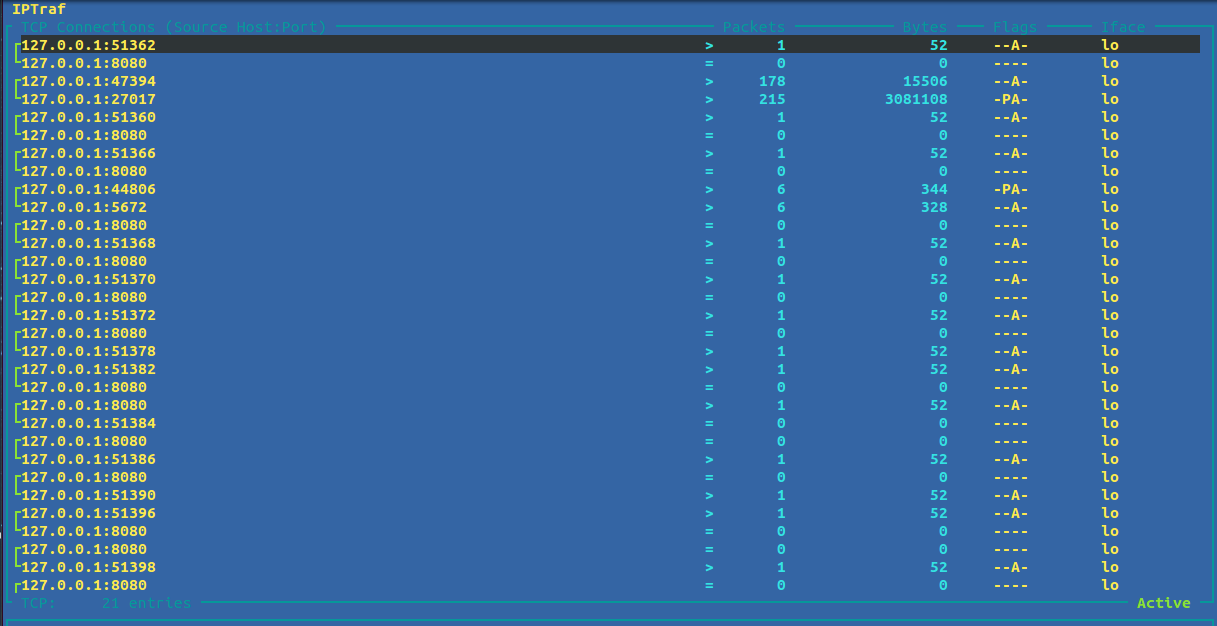 IPTraf
TCP Connections (Source Host:Port) Packets Bytes Flags Iface
127.0.0.1:51362 > 1 52 --A- lo
127.0.0.1:8080 = 0 0 ---- lo
127.0.0.1:47394 > 178 15506 --A- lo
127.0.0.1:27017 > 215 3081108 -PA- lo
127.0.0.1:51360 > 1 52 --A- lo
127.0.0.1:8080 = 0 0 ---- lo
127.0.0.1:51366 > 1 52 --A- lo
127.0.0.1:8080 = 0 0 ---- lo
127.0.0.1:44806 > 6 344 -PA- lo
127.0.0.1:5672 > 6 328 --A- lo
127.0.0.1:8080 = 0 0 ---- lo
127.0.0.1:51368 > 1 52 --A- lo
127.0.0.1:8080 = 0 0 ---- lo
127.0.0.1:51370 > 1 52 --A- lo
127.0.0.1:8080 = 0 0 ---- lo
127.0.0.1:51372 > 1 52 --A- lo
127.0.0.1:8080 = 0 0 ---- lo
127.0.0.1:51378 > 1 52 --A- lo
127.0.0.1:51382 > 1 52 --A- lo
127.0.0.1:8080 = 0 0 ---- lo
127.0.0.1:8080 > 1 52 --A- lo
127.0.0.1:51384 = 0 0 ---- lo
127.0.0.1:8080 = 0 0 ---- lo
127.0.0.1:51386 > 1 52 --A- lo
127.0.0.1:8080 = 0 0 ---- lo
127.0.0.1:51390 > 1 52 --A- lo
127.0.0.1:51396 > 1 52 --A- lo
127.0.0.1:8080 = 0 0 ---- lo
127.0.0.1:8080 = 0 0 ---- lo
127.0.0.1:51398 > 1 52 --A- lo
127.0.0.1:8080 = 0 0 ---- lo
TCP: 21 entries Active